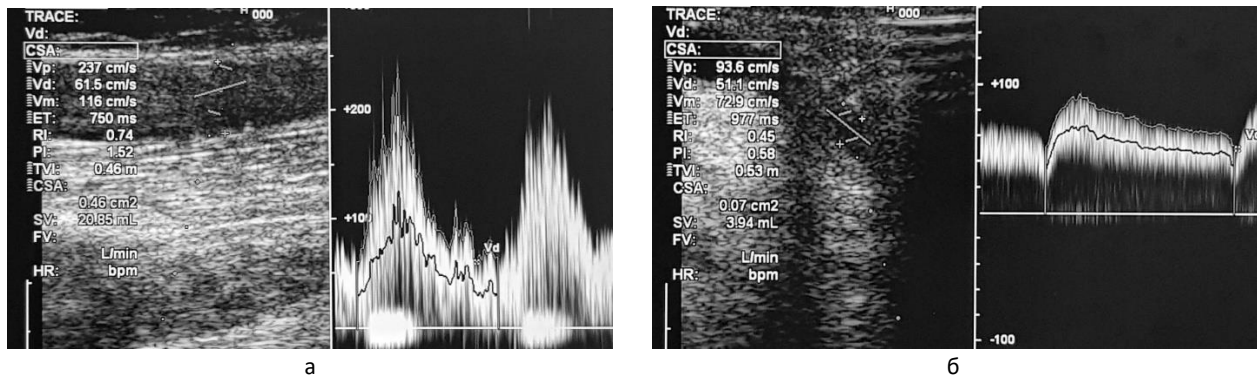 TRACE:
Vd:
CSA:
Vp: 237 cm/s
Vd: 61.5 cm/s
Vm: 116 cm/s
ET: 750 ms
RI: 0.74
PI: 1.52
TVI: 0.46 m
CSA:
0.46 cm2
SV: 20.85 mL
FV:
L/min
HR: bpm
H 000
+200
+100
Vd
а
TRACE:
Vd:
CSA:
Vp: 93.6 cm/s
Vd: 51.1 cm/s
Vm: 72.9 cm/s
ET: 977 ms
RI: 0.45
PI: 0.58
TVI: 0.53 m
CSA:
0.07 cm2
SV: 3.94 mL
FV:
L/min
HR: bpm
000
+100
-100
б